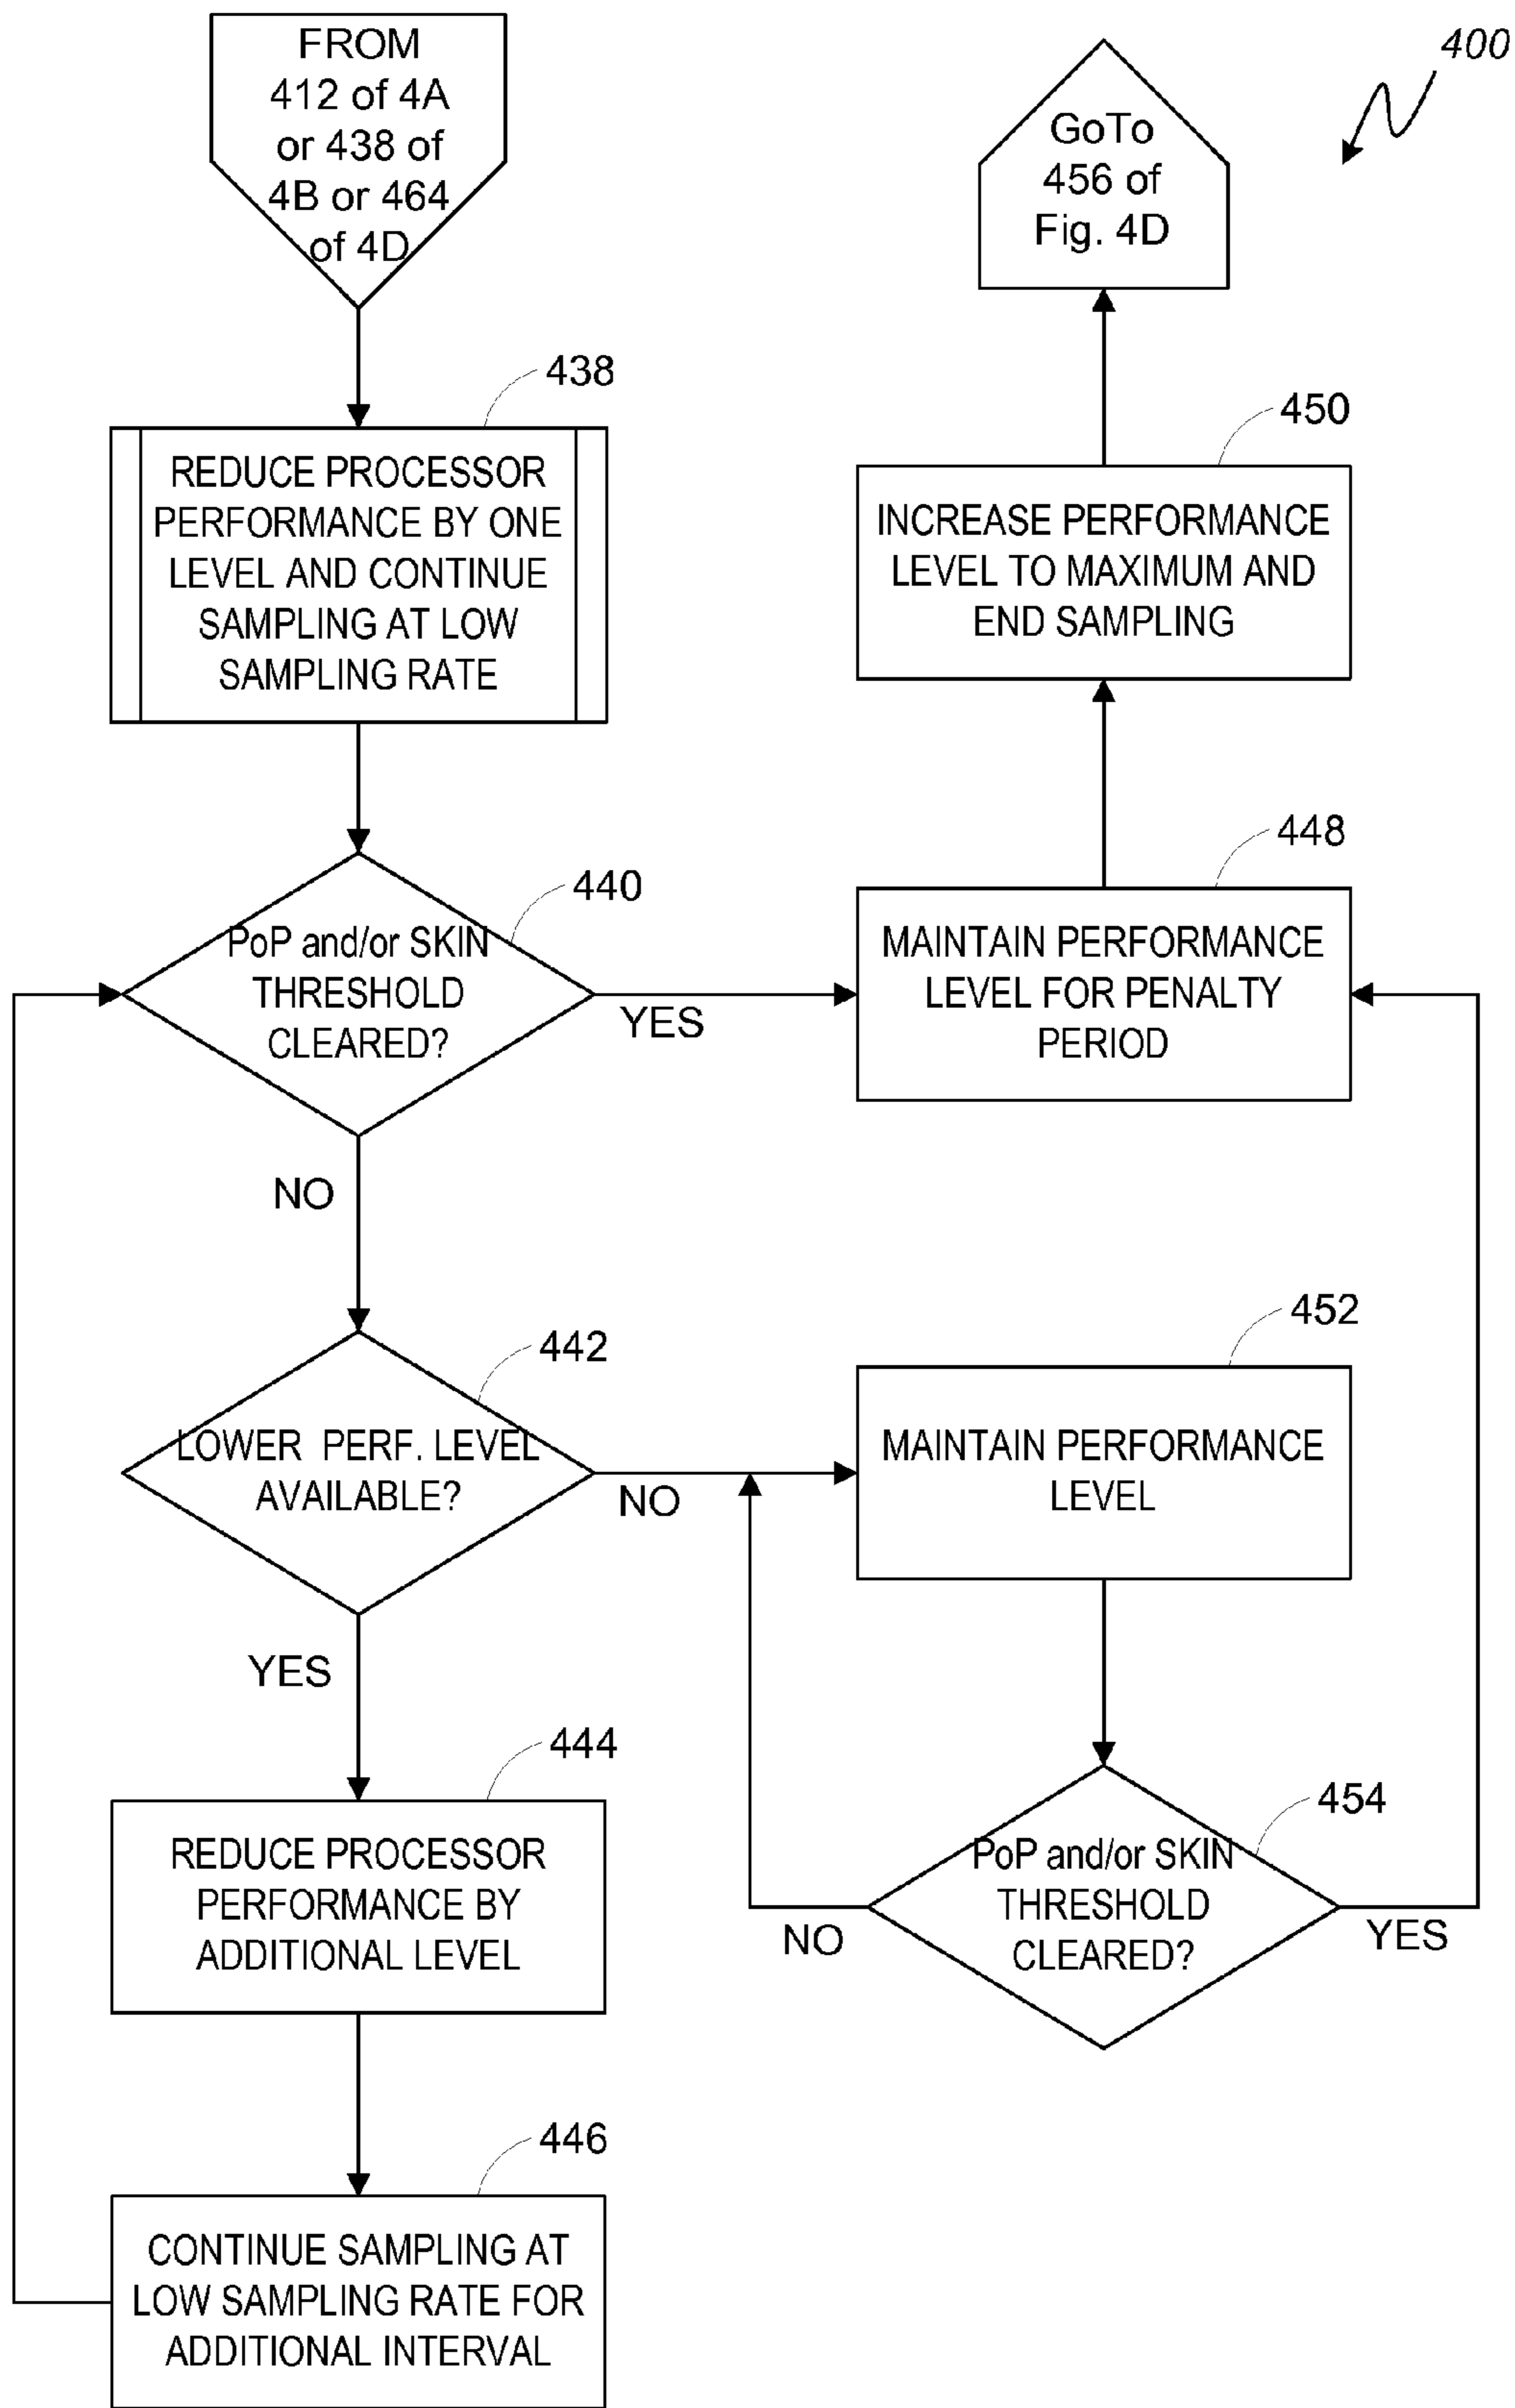 FROM
412 of 4A
or 438 of
4B or 464
of 4D
400
GoTo
456 of
Fig. 4D
438
REDUCE PROCESSOR
PERFORMANCE BY ONE
LEVEL AND CONTINUE
SAMPLING AT LOW
SAMPLING RATE
450
INCREASE PERFORMANCE
LEVEL TO MAXIMUM AND
END SAMPLING
440
PoP and/or SKIN
THRESHOLD
CLEARED?
YES
NO
448
MAINTAIN PERFORMANCE
LEVEL FOR PENALTY
PERIOD
442
LOWER PERF. LEVEL
AVAILABLE?
NO
YES
452
MAINTAIN PERFORMANCE
LEVEL
444
REDUCE PROCESSOR
PERFORMANCE BY
ADDITIONAL LEVEL
454
PoP and/or SKIN
THRESHOLD
CLEARED?
NO
YES
446
CONTINUE SAMPLING AT
LOW SAMPLING RATE FOR
ADDITIONAL INTERVAL